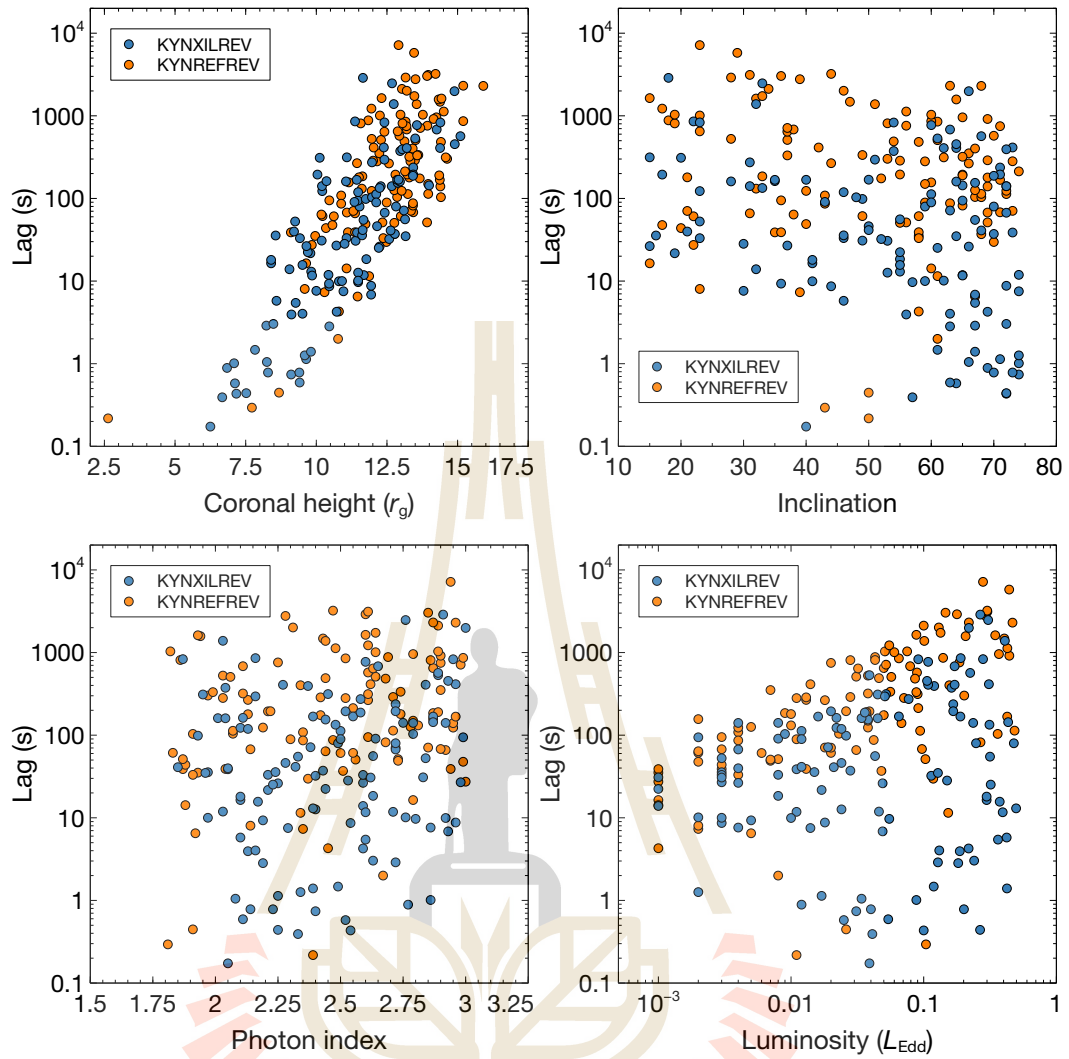 10⁴
1000
100
10
1
0.1
Lag (s)
KYNXILREV
KYNREFREV
2.5 5 7.5 10 12.5 15 17.5
Coronal height (r_g)
10⁴
1000
100
10
1
0.1
Lag (s)
KYNXILREV
KYNREFREV
10 20 30 40 50 60 70 80
Inclination
10⁴
1000
100
10
1
0.1
Lag (s)
KYNXILREV
KYNREFREV
1.5 1.75 2 2.25 2.5 2.75 3 3.25
Photon index
10⁴
1000
100
10
1
0.1
Lag (s)
KYNXILREV
KYNREFREV
10⁻³ 0.01 0.1 1
Luminosity (L_Edd)